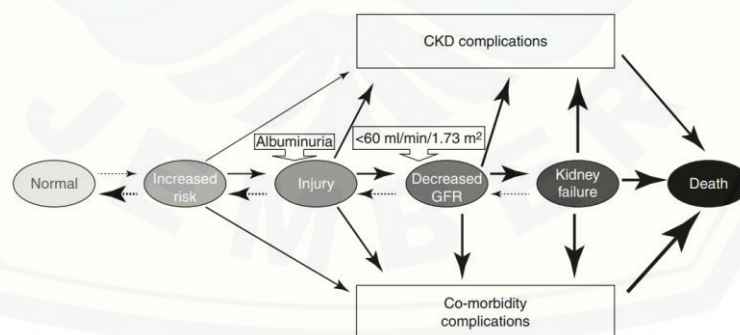 CKD complications
Albuminuria
<60 ml/min/1.73 m²
Normal
Increased
risk
Injury
Decreased
GFR
Kidney
failure
Death
Co-morbidity
complications
JEMBER